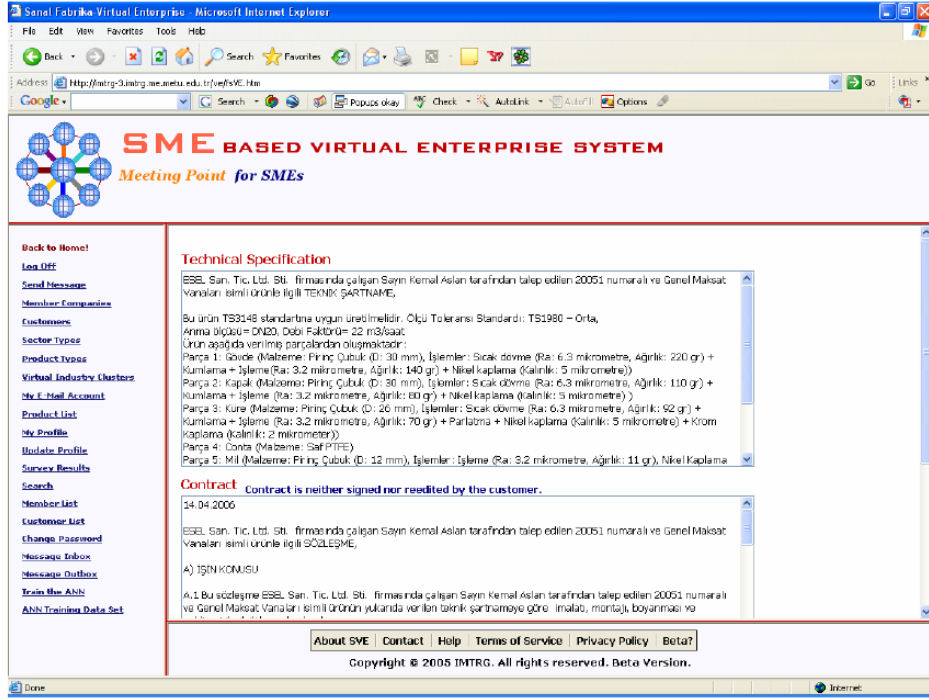 Sanal Fabrika-Virtual Enterprise - Microsoft Internet Explorer
File Edit View Favorites Tools Help
Back Search Favorites
Address http://imtrg-3.imtrg.me.metu.edu.tr/ve/fsVE.htm Go Links
Google Search Popups okay Check AutoLink AutoFill Options
SME BASED VIRTUAL ENTERPRISE SYSTEM
Meeting Point for SMEs
Back to Home!
Log Off
Send Message
Member Companies
Customers
Sector Types
Product Types
Virtual Industry Clusters
My E-Mail Account
Product List
My Profile
Update Profile
Survey Results
Search
Member List
Customer List
Change Password
Message Inbox
Message Outbox
Train the ANN
ANN Training Data Set
Technical Specification
ESEL San. Tic. Ltd. Sti. firmasında çalışan Sayın Kemal Aslan tarafından talep edilen 20051 numaralı ve Genel Maksat
Vanaları isimli ürünle ilgili TEKNİK ŞARTNAME,
Bu ürün TS3148 standartına uygun üretilmelidir. Ölçü Toleransı Standardı: TS1980 – Orta,
Anma ölçüsü= DN20, Debi Faktörü= 22 m3/saat
Ürün aşağıda verilmiş parçalardan oluşmaktadır:
Parça 1: Gövde (Malzeme: Pirinç Çubuk (D: 30 mm), İşlemler: Sıcak dövme (Ra: 6.3 mikrometre, Ağırlık: 220 gr) +
Kumlama + İşleme(Ra: 3.2 mikrometre, Ağırlık: 140 gr) + Nikel kaplama (Kalınlık: 5 mikrometre))
Parça 2: Kapak (Malzeme: Pirinç Çubuk (D: 30 mm), İşlemler: Sıcak dövme (Ra: 6.3 mikrometre, Ağırlık: 110 gr) +
Kumlama + İşleme (Ra: 3.2 mikrometre, Ağırlık: 80 gr) + Nikel kaplama (Kalınlık: 5 mikrometre) )
Parça 3: Küre (Malzeme: Pirinç Çubuk (D: 26 mm), İşlemler: Sıcak dövme (Ra: 6.3 mikrometre, Ağırlık: 92 gr) +
Kumlama + İşleme (Ra: 3.2 mikrometre, Ağırlık: 70 gr) + Parlatma + Nikel kaplama (Kalınlık: 5 mikrometre) + Krom
Kaplama (Kalınlık: 2 mikrometer))
Parça 4: Conta (Malzeme: Saf PTFE)
Parça 5: Mil (Malzeme: Pirinç Çubuk (D: 12 mm), İşlemler: İşleme (Ra: 3.2 mikrometre, Ağırlık: 11 gr), Nikel Kaplama
Contract Contract is neither signed nor reedited by the customer.
14.04.2006
ESEL San. Tic. Ltd. Sti. firmasında çalışan Sayın Kemal Aslan tarafından talep edilen 20051 numaralı ve Genel Maksat
Vanaları isimli ürünle ilgili SÖZLEŞME,
A) İŞİN KONUSU
A.1 Bu sözleşme ESEL San. Tic. Ltd. Sti. firmasında çalışan Sayın Kemal Aslan tarafından talep edilen 20051 numaralı
ve Genel Maksat Vanaları isimli ürünün yukarıda verilen teknik şartnameye göre imalatı, montajı, boyanması ve
About SVE Contact Help Terms of Service Privacy Policy Beta?
Copyright © 2005 IMTRG. All rights reserved. Beta Version.
Done Internet